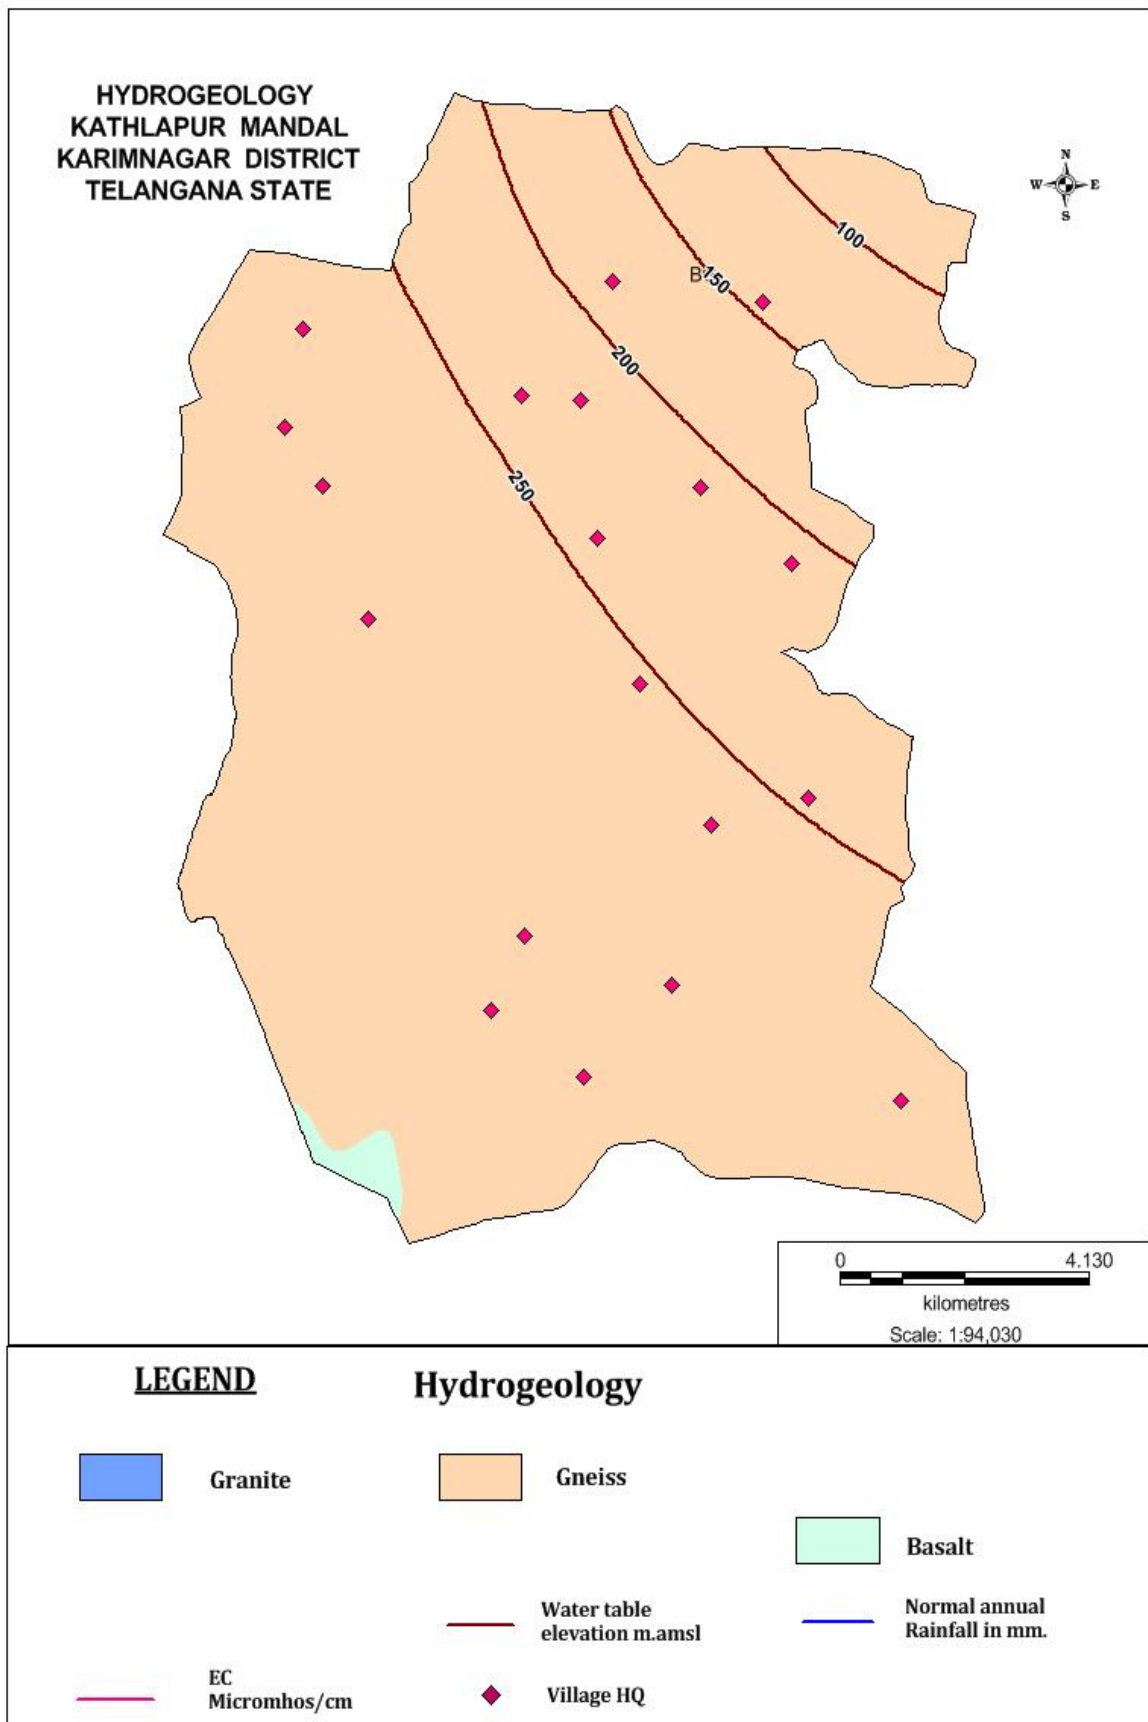 HYDROGEOLOGY
KATHLAPUR MANDAL
KARIMNAGAR DISTRICT
TELANGANA STATE
N
W E
S
100
B
150
200
250
0 4.130
kilometres
Scale: 1:94,030
LEGEND Hydrogeology
Granite Gneiss
Basalt
Water table
elevation m.amsl
Normal annual
Rainfall in mm.
EC
Micromhos/cm
Village HQ